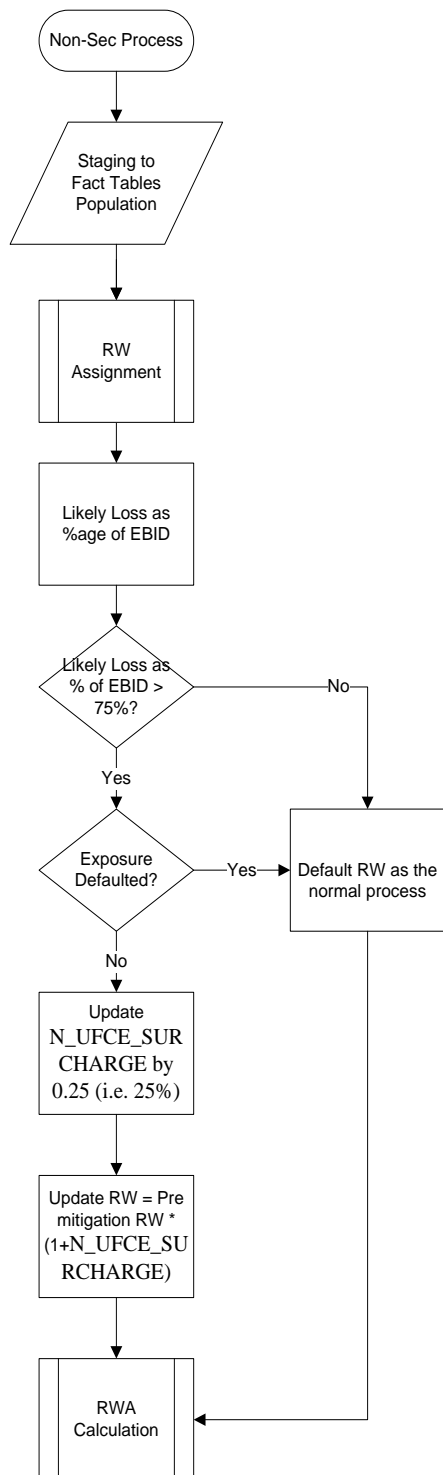 Non-Sec Process
Staging to
Fact Tables
Population
RW
Assignment
Likely Loss as
%age of EBID
Likely Loss as
% of EBID >
75%?
No
Yes
Exposure
Defaulted?
Yes
Default RW as the
normal process
No
Update
N_UFCE_SUR
CHARGE by
0.25 (i.e. 25%)
Update RW = Pre
mitigation RW *
(1+N_UFCE_SU
RCHARGE)
RWA
Calculation